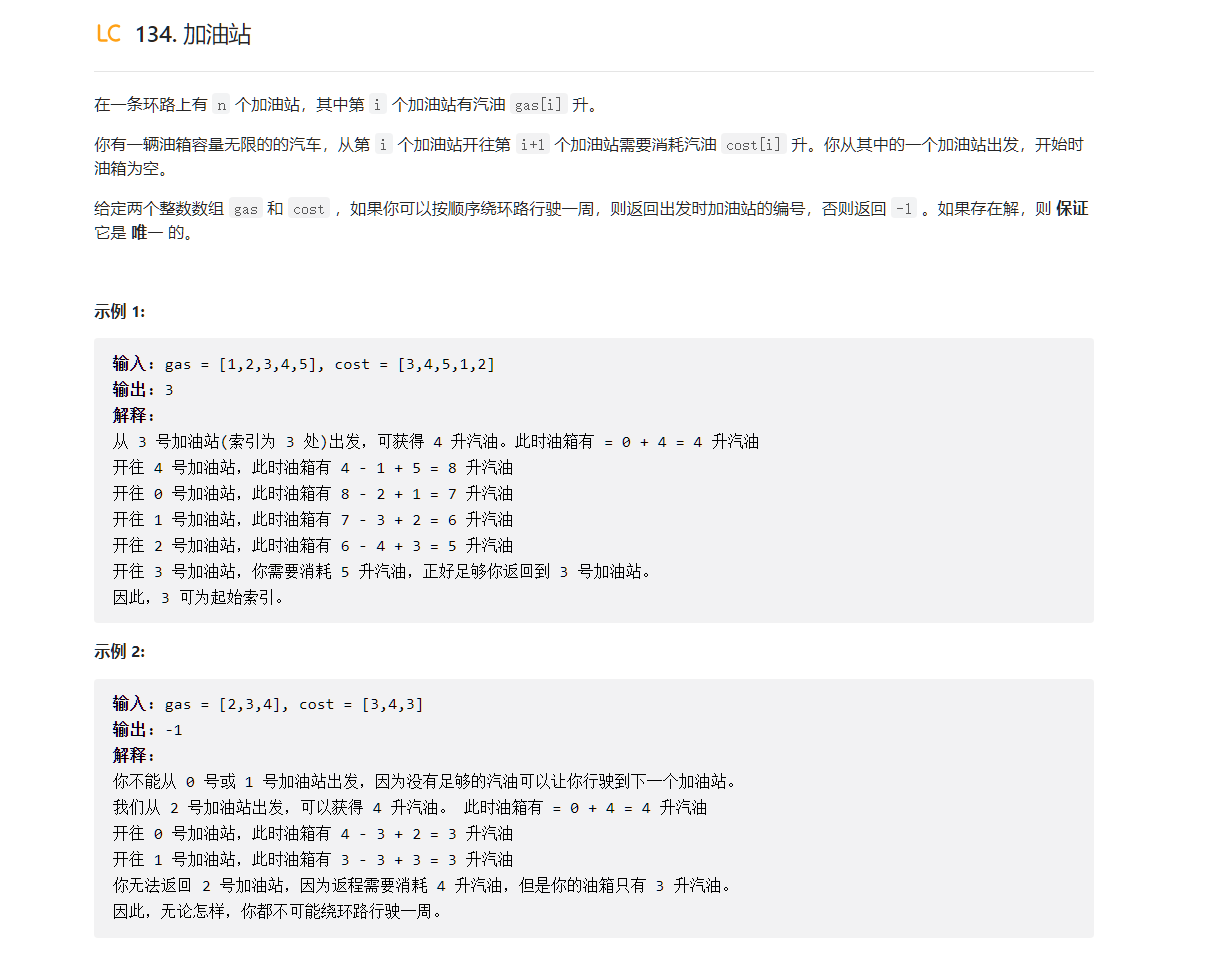 LC 134. 加油站
在一条环路上有 n 个加油站，其中第 i 个加油站有汽油 gas[i] 升。
你有一辆油箱容量无限的的汽车，从第 i 个加油站开往第 i+1 个加油站需要消耗汽油 cost[i] 升。你从其中的一个加油站出发，开始时
油箱为空。
给定两个整数数组 gas 和 cost ，如果你可以按顺序绕环路行驶一周，则返回出发时加油站的编号，否则返回 -1 。如果存在解，则 保证
它是 唯一 的。
示例 1:
输入: gas = [1,2,3,4,5], cost = [3,4,5,1,2]
输出: 3
解释:
从 3 号加油站(索引为 3 处)出发，可获得 4 升汽油。此时油箱有 = 0 + 4 = 4 升汽油
开往 4 号加油站，此时油箱有 4 - 1 + 5 = 8 升汽油
开往 0 号加油站，此时油箱有 8 - 2 + 1 = 7 升汽油
开往 1 号加油站，此时油箱有 7 - 3 + 2 = 6 升汽油
开往 2 号加油站，此时油箱有 6 - 4 + 3 = 5 升汽油
开往 3 号加油站，你需要消耗 5 升汽油，正好足够你返回到 3 号加油站。
因此，3 可为起始索引。
示例 2:
输入: gas = [2,3,4], cost = [3,4,3]
输出: -1
解释:
你不能从 0 号或 1 号加油站出发，因为没有足够的汽油可以让你行驶到下一个加油站。
我们从 2 号加油站出发，可以获得 4 升汽油。 此时油箱有 = 0 + 4 = 4 升汽油
开往 0 号加油站，此时油箱有 4 - 3 + 2 = 3 升汽油
开往 1 号加油站，此时油箱有 3 - 3 + 3 = 3 升汽油
你无法返回 2 号加油站，因为返程需要消耗 4 升汽油，但是你的油箱只有 3 升汽油。
因此，无论怎样，你都不可能绕环路行驶一周。